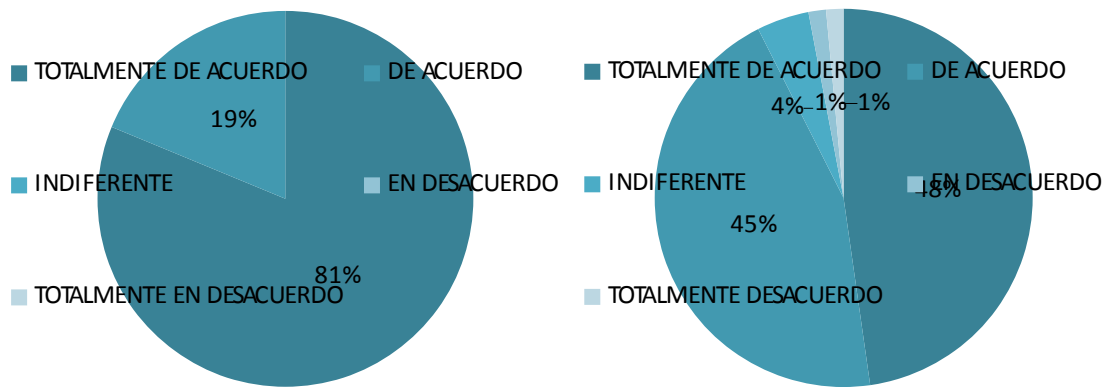 TOTALMENTE DE ACUERDO
DE ACUERDO
19%
INDIFERENTE
EN DESACUERDO
81%
TOTALMENTE EN DESACUERDO
TOTALMENTE DE ACUERDO
DE ACUERDO
4%
1%
1%
INDIFERENTE
EN DESACUERDO
48%
45%
TOTALMENTE DESACUERDO